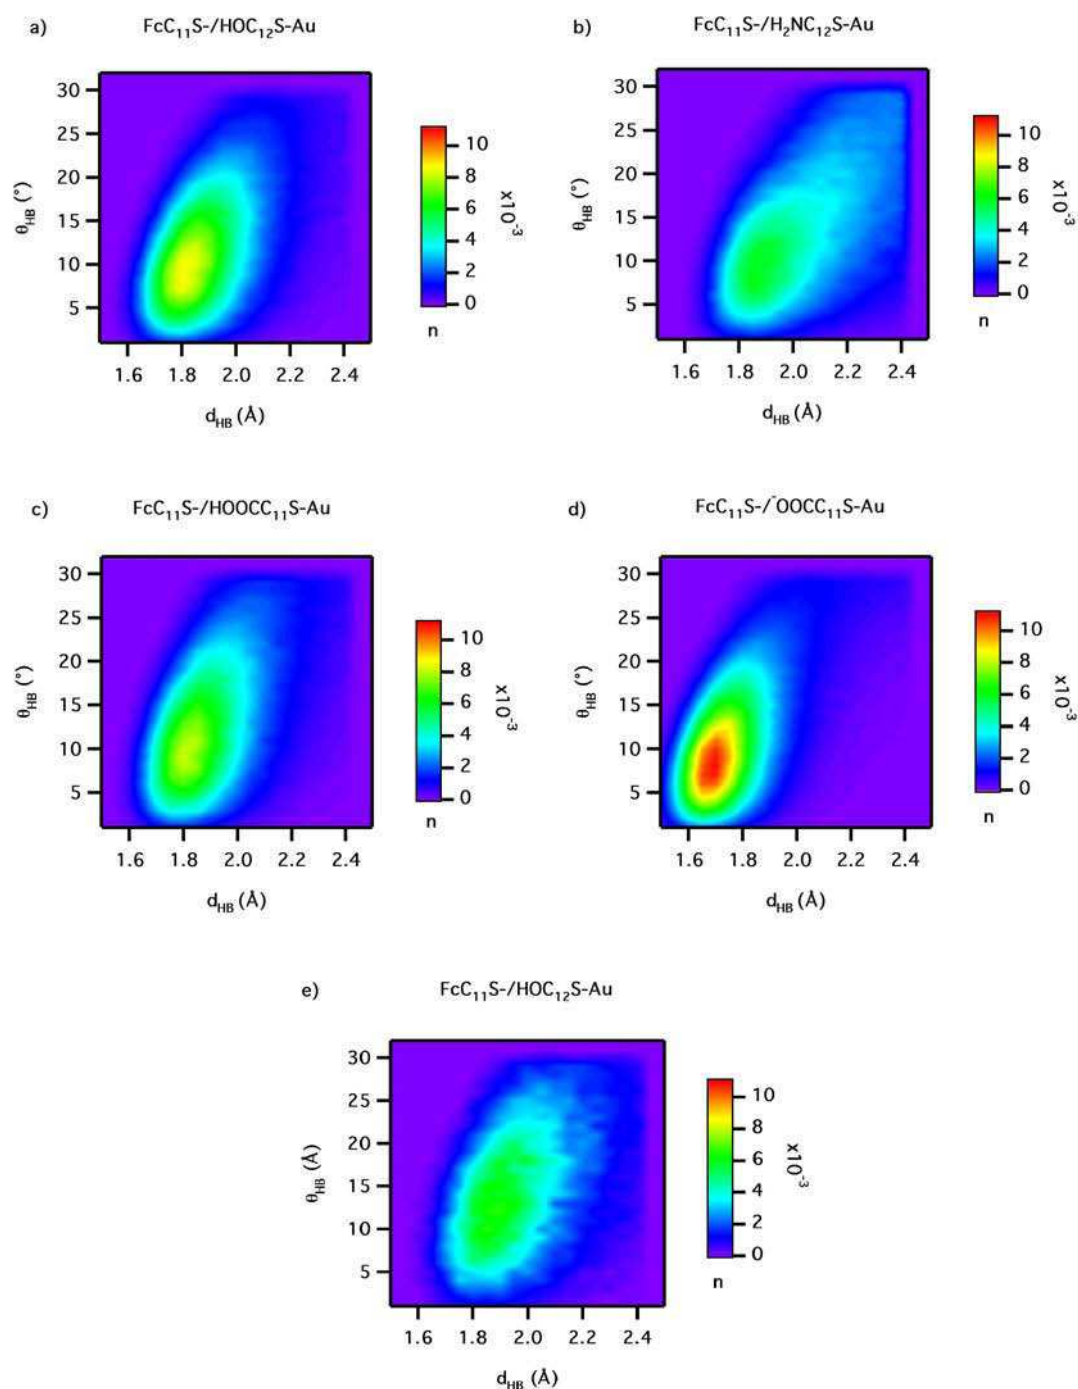 a) FcC₁₁S-/HOC₁₂S-Au
30
25
20
15
10
5
θHB (°)
1.6 1.8 2.0 2.2 2.4
dHB (Å)
10
8
6
4
2
0
x10⁻³
n
b) FcC₁₁S-/H₂NC₁₂S-Au
30
25
20
15
10
5
θHB (°)
1.6 1.8 2.0 2.2 2.4
dHB (Å)
10
8
6
4
2
0
x10⁻³
n
c) FcC₁₁S-/HOOCC₁₁S-Au
30
25
20
15
10
5
θHB (°)
1.6 1.8 2.0 2.2 2.4
dHB (Å)
10
8
6
4
2
0
x10⁻³
n
d) FcC₁₁S-/⁻OOCC₁₁S-Au
30
25
20
15
10
5
θHB (°)
1.6 1.8 2.0 2.2 2.4
dHB (Å)
10
8
6
4
2
0
x10⁻³
n
e) FcC₁₁S-/HOC₁₂S-Au
30
25
20
15
10
5
θHB (Å)
1.6 1.8 2.0 2.2 2.4
dHB (Å)
10
8
6
4
2
0
x10⁻³
n